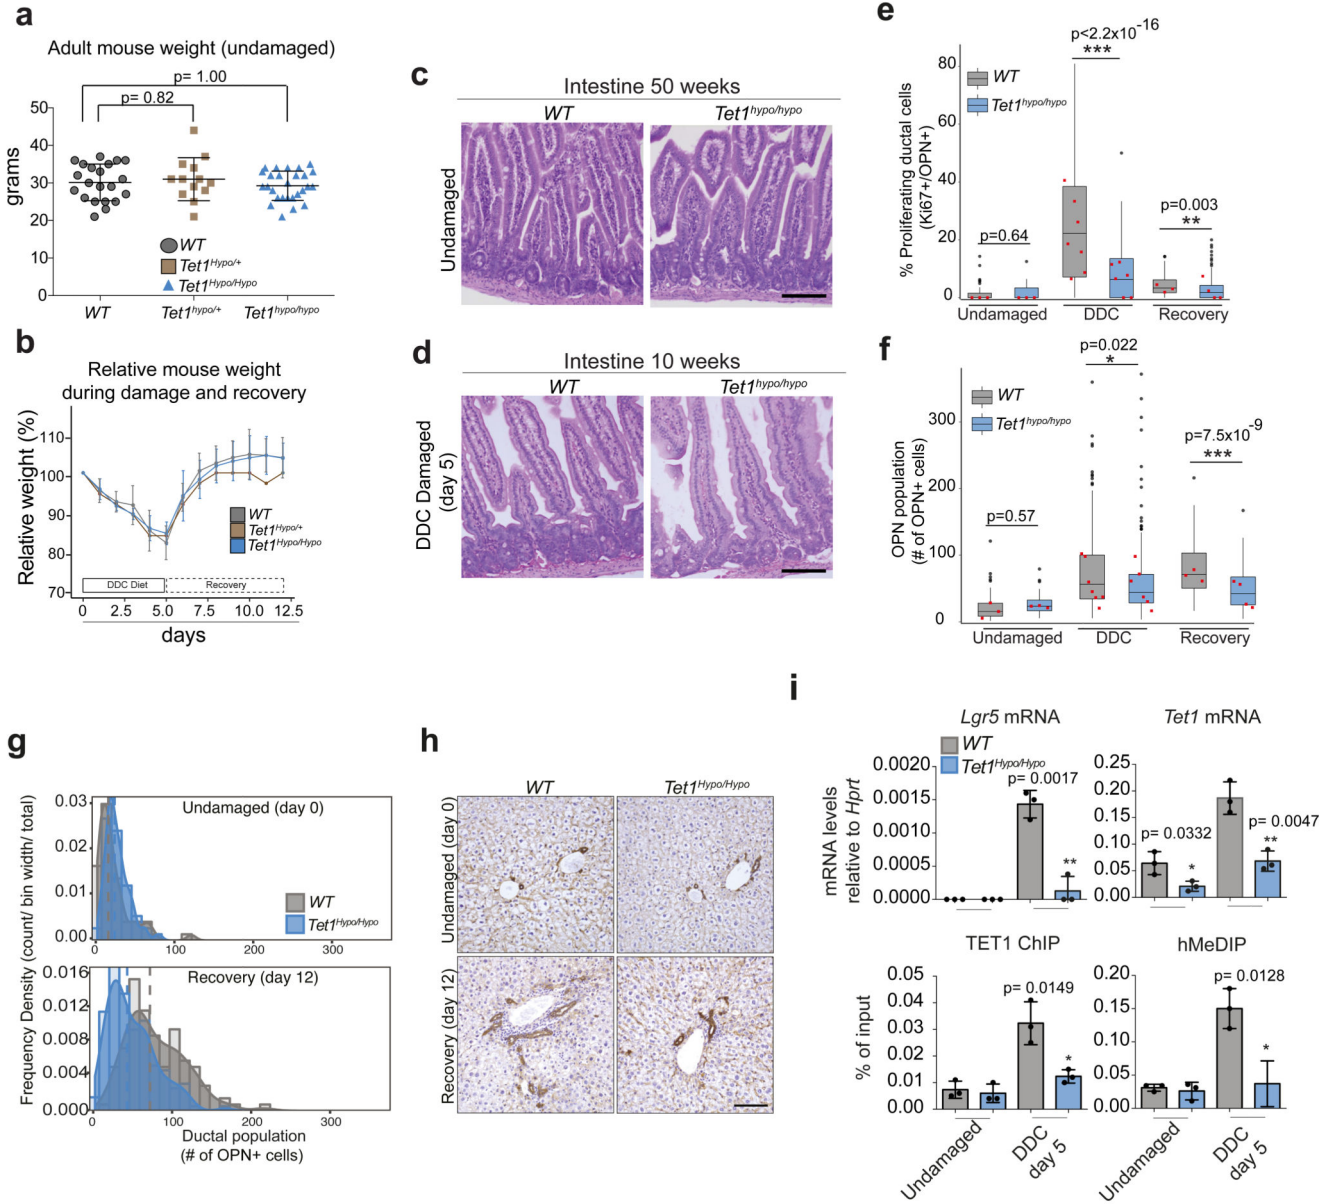 a
Adult mouse weight (undamaged)
p= 1.00
p= 0.82
50
40
30
20
10
0
grams
WT
Tet1Hypo/+
Tet1Hypo/Hypo
WT
Tet1hypo/+
Tet1hypo/hypo
b
Relative mouse weight
during damage and recovery
Relative weight (%)
110
100
90
80
70
WT
Tet1Hypo/+
Tet1Hypo/Hypo
DDC Diet
Recovery
0
2.5
5.0
7.5
10.0
12.5
days
c
Intestine 50 weeks
WT
Tet1hypo/hypo
Undamaged
d
Intestine 10 weeks
WT
Tet1hypo/hypo
DDC Damaged
(day 5)
e
p<2.2x10-16
***
% Proliferating ductal cells
(Ki67+/OPN+)
80
60
40
20
0
WT
Tet1hypo/hypo
p=0.64
p=0.003
**
Undamaged
DDC
Recovery
f
p=0.022
*
OPN population
(# of OPN+ cells)
300
200
100
0
WT
Tet1hypo/hypo
p=0.57
p=7.5x10-9
***
Undamaged
DDC
Recovery
g
Frequency Density (count/ bin width/ total)
Undamaged (day 0)
0.03
0.02
0.01
0.00
0
100
200
300
WT
Tet1Hypo/Hypo
Recovery (day 12)
0.016
0.012
0.008
0.004
0.000
0
100
200
300
Ductal population
(# of OPN+ cells)
h
WT
Tet1Hypo/Hypo
Undamaged (day 0)
Recovery (day 12)
i
Lgr5 mRNA
WT
Tet1Hypo/Hypo
mRNA levels
relative to Hprt
0.0020
0.0015
0.0010
0.0005
0.0000
p= 0.0017
**
Tet1 mRNA
0.25
0.20
0.15
0.10
0.05
0.00
p= 0.0332
*
p= 0.0047
**
TET1 ChIP
% of input
0.05
0.04
0.03
0.02
0.01
0.00
p= 0.0149
*
Undamaged
DDC
day 5
hMeDIP
0.20
0.15
0.10
0.05
0.00
p= 0.0128
*
Undamaged
DDC
day 5